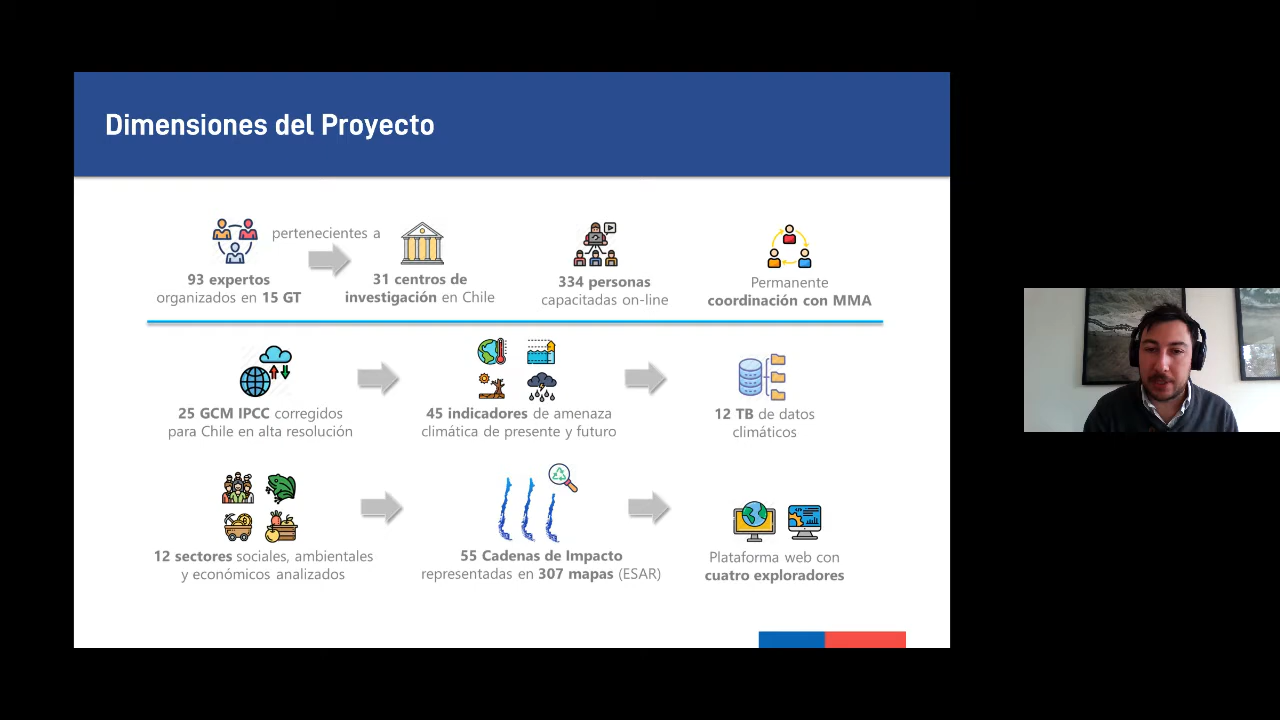 Dimensiones del Proyecto
pertenecientes a
93 expertos
organizados en 15 GT
31 centros de
investigación en Chile
334 personas
capacitadas on-line
Permanente
coordinación con MMA
25 GCM IPCC corregidos
para Chile en alta resolución
45 indicadores de amenaza
climática de presente y futuro
12 TB de datos
climáticos
12 sectores sociales, ambientales
y económicos analizados
55 Cadenas de Impacto
representadas en 307 mapas (ESAR)
Plataforma web con
cuatro exploradores